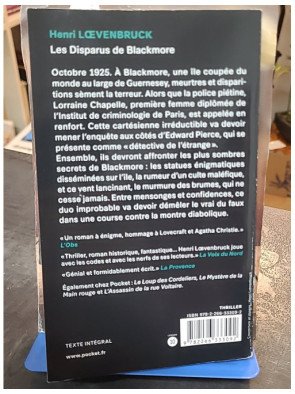 Henri LŒVENBRUCK
Les Disparus de Blackmore
Octobre 1925. À Blackmore, une île coupée du
monde au large de Guernesey, meurtres et dispari-
tions sèment la terreur. Alors que la police piétine,
Lorraine Chapelle, première femme diplômée de
l'Institut de criminologie de Paris, est appelée en
renfort. Cette cartésienne irréductible va devoir
mener l'enquête aux côtés d'Edward Pierce, qui se
présente comme « détective de l'étrange ».
Ensemble, ils devront affronter les plus sombres
secrets de Blackmore : les statues énigmatiques
disséminées sur l'île, la rumeur d'un culte maléfique,
et ce vent lancinant, le murmure des brumes, qui ne
cesse jamais. Entre mensonges et confidences, ce
duo improbable va devoir démêler le vrai du faux
dans une course contre la montre diabolique.
« Un roman à énigme, hommage à Lovecraft et Agatha Christie. »
L'Obs
« Thriller, roman historique, fantastique... Henri Lœvenbruck joue
avec les codes et avec les nerfs de ses lecteurs. » La Voix du Nord
« Génial et formidablement écrit. » La Provence
Également chez Pocket : Le Loup des Cordeliers, Le Mystère de la
Main rouge et L'Assassin de la rue Voltaire.
THRILLER
TEXTE INTÉGRAL
www.pocket.fr
ISBN 978-2-266-33309-2
9782266333092